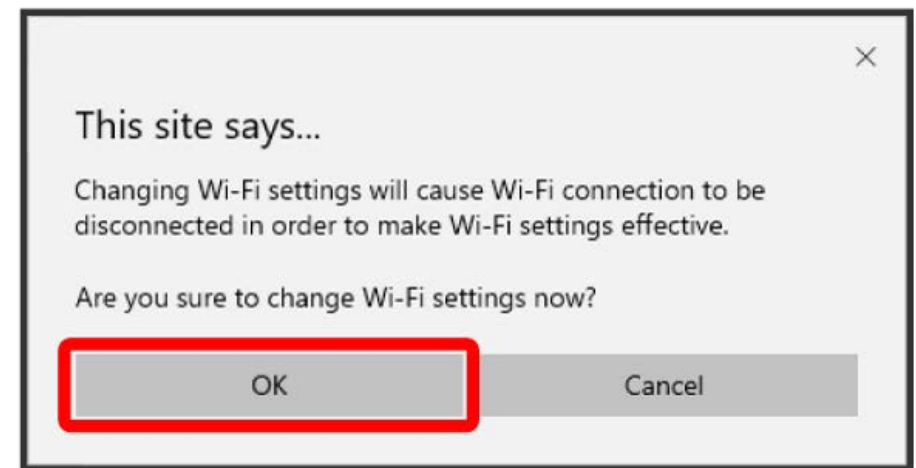 This site says...
Changing Wi-Fi settings will cause Wi-Fi connection to be
disconnected in order to make Wi-Fi settings effective.
Are you sure to change Wi-Fi settings now?
OK Cancel